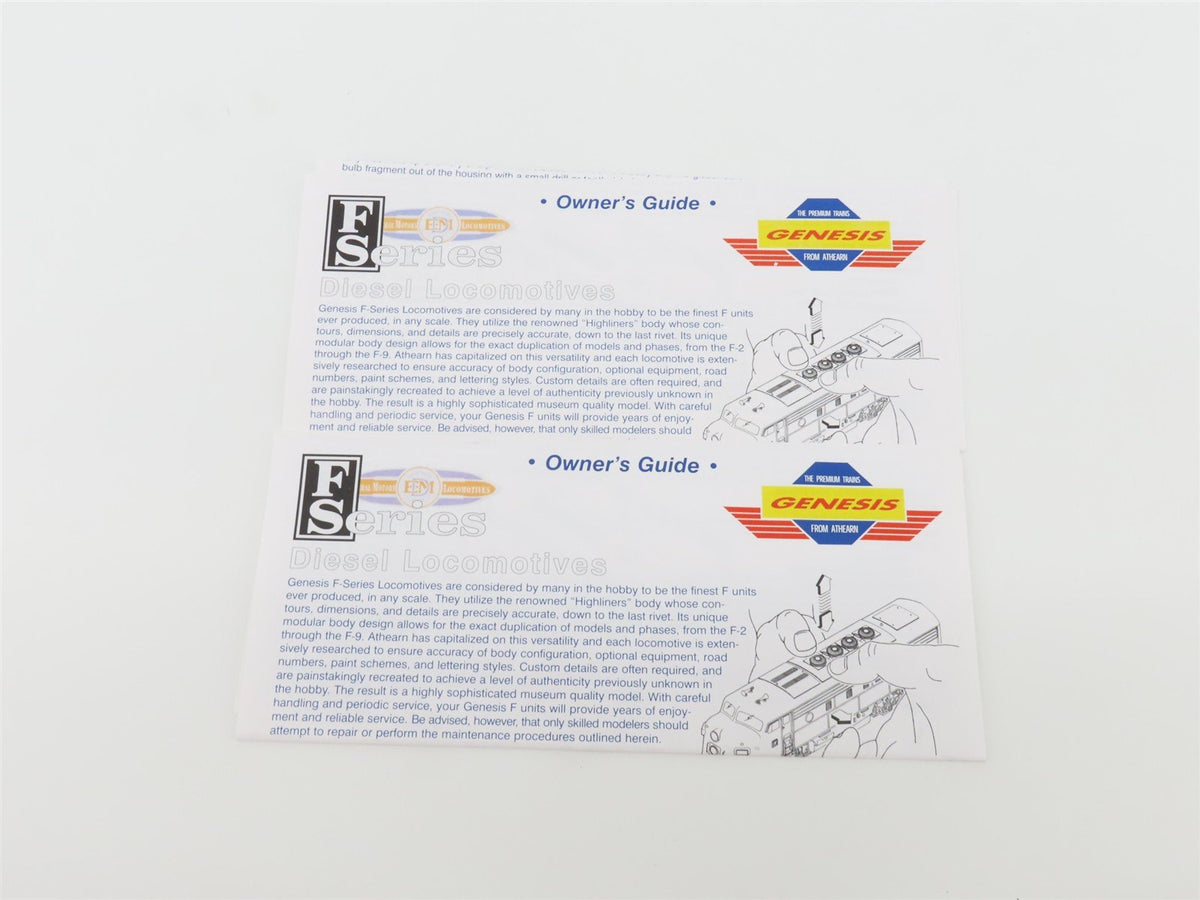 bulb fragment out of the housing with a small drill or
• Owner's Guide •
F Series
EM
LOCOMOTIVES
THE PREMIUM TRAINS
GENESIS
FROM ATHEARN
Diesel Locomotives
Genesis F-Series Locomotives are considered by many in the hobby to be the finest F units
ever produced, in any scale. They utilize the renowned "Highliners" body whose con-
tours, dimensions, and details are precisely accurate, down to the last rivet. Its unique
modular body design allows for the exact duplication of models and phases, from the F-2
through the F-9. Athearn has capitalized on this versatility and each locomotive is exten-
sively researched to ensure accuracy of body configuration, optional equipment, road
numbers, paint schemes, and lettering styles. Custom details are often required, and
are painstakingly recreated to achieve a level of authenticity previously unknown in
the hobby. The result is a highly sophisticated museum quality model. With careful
handling and periodic service, your Genesis F units will provide years of enjoy-
ment and reliable service. Be advised, however, that only skilled modelers should
• Owner's Guide •
F Series
EM
LOCOMOTIVES
THE PREMIUM TRAINS
GENESIS
FROM ATHEARN
Diesel Locomotives
Genesis F-Series Locomotives are considered by many in the hobby to be the finest F units
ever produced, in any scale. They utilize the renowned "Highliners" body whose con-
tours, dimensions, and details are precisely accurate, down to the last rivet. Its unique
modular body design allows for the exact duplication of models and phases, from the F-2
through the F-9. Athearn has capitalized on this versatility and each locomotive is exten-
sively researched to ensure accuracy of body configuration, optional equipment, road
numbers, paint schemes, and lettering styles. Custom details are often required, and
are painstakingly recreated to achieve a level of authenticity previously unknown in
the hobby. The result is a highly sophisticated museum quality model. With careful
handling and periodic service, your Genesis F units will provide years of enjoy-
ment and reliable service. Be advised, however, that only skilled modelers should
attempt to repair or perform the maintenance procedures outlined herein.